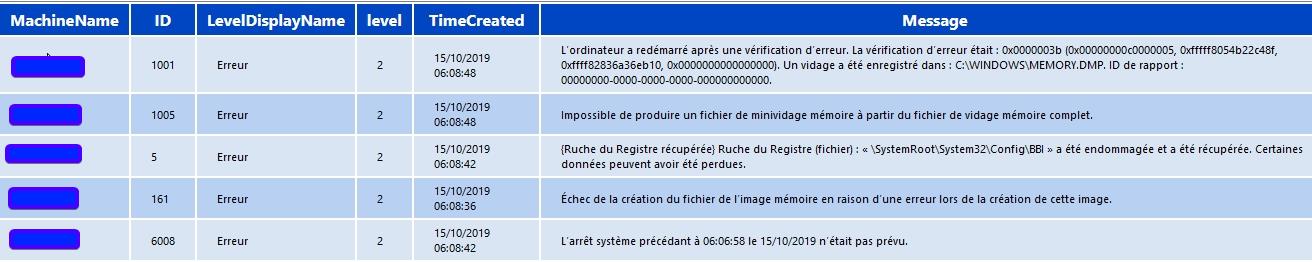 MachineName ID LevelDisplayName level TimeCreated Message
1001 Erreur 2 15/10/2019 06:08:48
L'ordinateur a redémarré après une vérification d'erreur. La vérification d'erreur était : 0x0000003b (0x00000000c0000005, 0xfffff8054b22c48f,
0xffff82836a36eb10, 0x0000000000000000). Un vidage a été enregistré dans : C:\WINDOWS\MEMORY.DMP. ID de rapport :
00000000-0000-0000-0000-000000000000.
1005 Erreur 2 15/10/2019 06:08:48
Impossible de produire un fichier de minividage mémoire à partir du fichier de vidage mémoire complet.
5 Erreur 2 15/10/2019 06:08:42
{Ruche du Registre récupérée} Ruche du Registre (fichier) : « \SystemRoot\System32\Config\BBI » a été endommagée et a été récupérée. Certaines
données peuvent avoir été perdues.
161 Erreur 2 15/10/2019 06:08:36
Échec de la création du fichier de l'image mémoire en raison d'une erreur lors de la création de cette image.
6008 Erreur 2 15/10/2019 06:08:42
L'arrêt système précédant à 06:06:58 le 15/10/2019 n'était pas prévu.